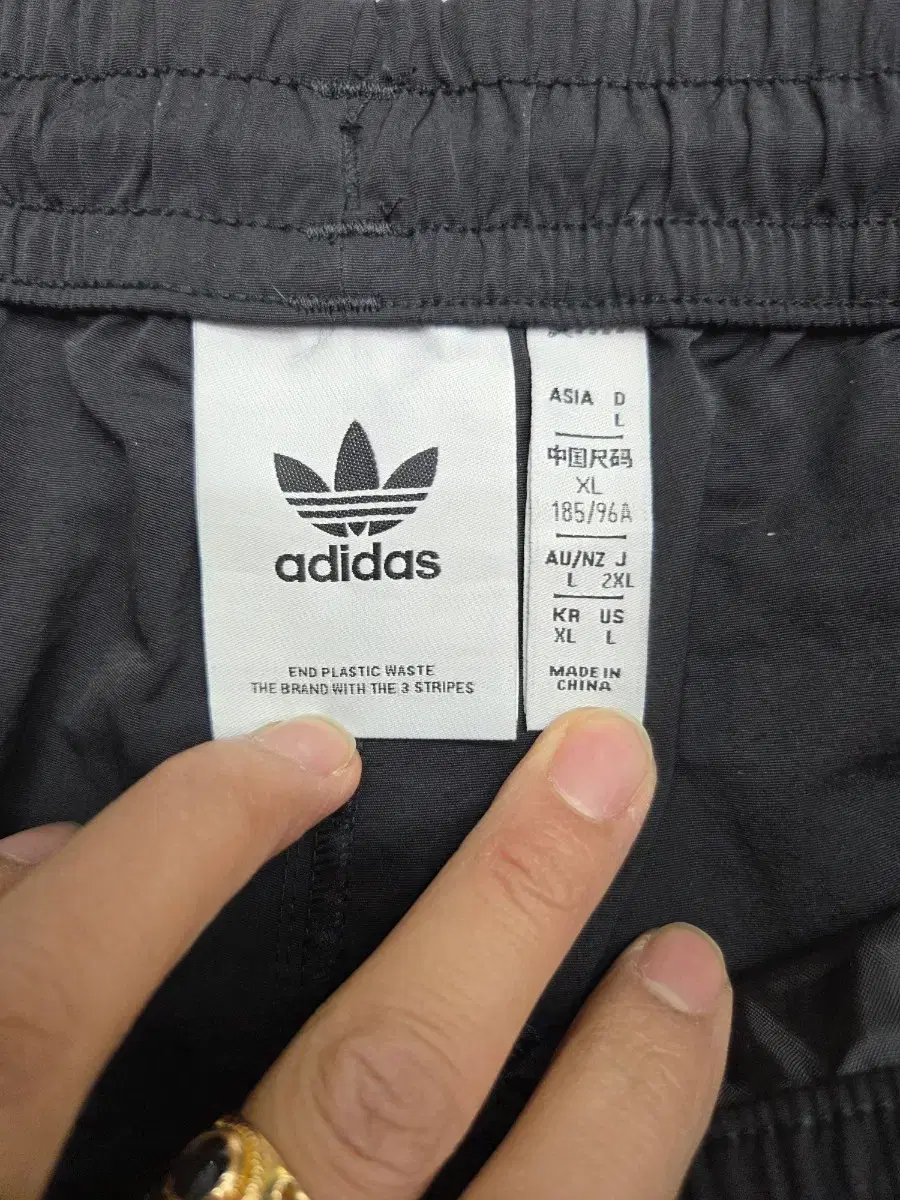 adidas
END PLASTIC WASTE
THE BRAND WITH THE 3 STRIPES
ASIA D
L
中国尺码
XL
185/96A
AU/NZ J
L 2XL
KR US
XL L
MADE IN
CHINA